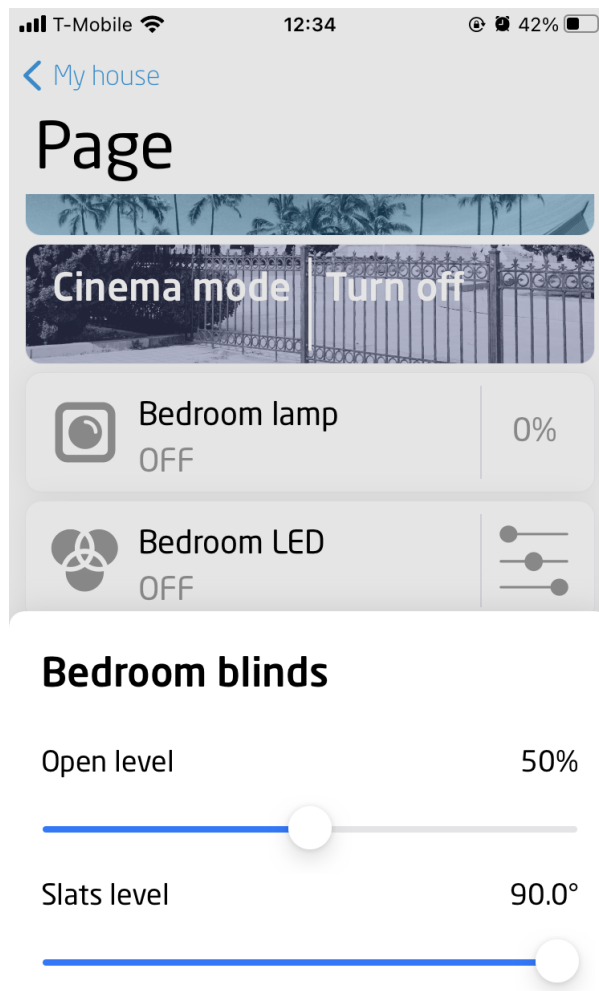 T-Mobile 12:34 42%
My house
Page
Cinema mode | Turn off
Bedroom lamp
OFF
0%
Bedroom LED
OFF
Bedroom blinds
Open level 50%
Slats level 90.0°